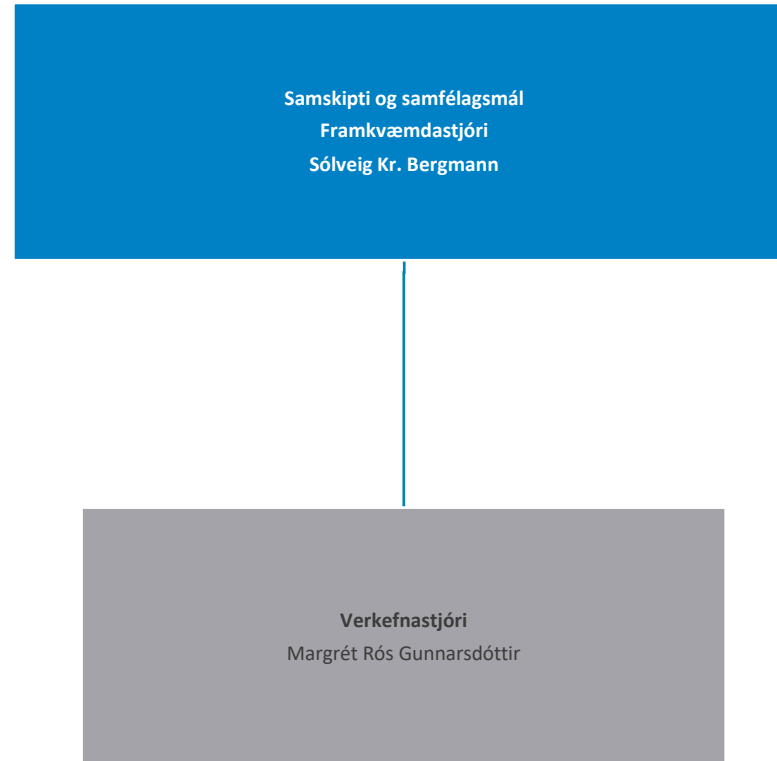 Samskipti og samfélagsmál
Framkvæmdastjóri
Sólveig Kr. Bergmann
Verkefnastjóri
Margrét Rós Gunnarsdóttir